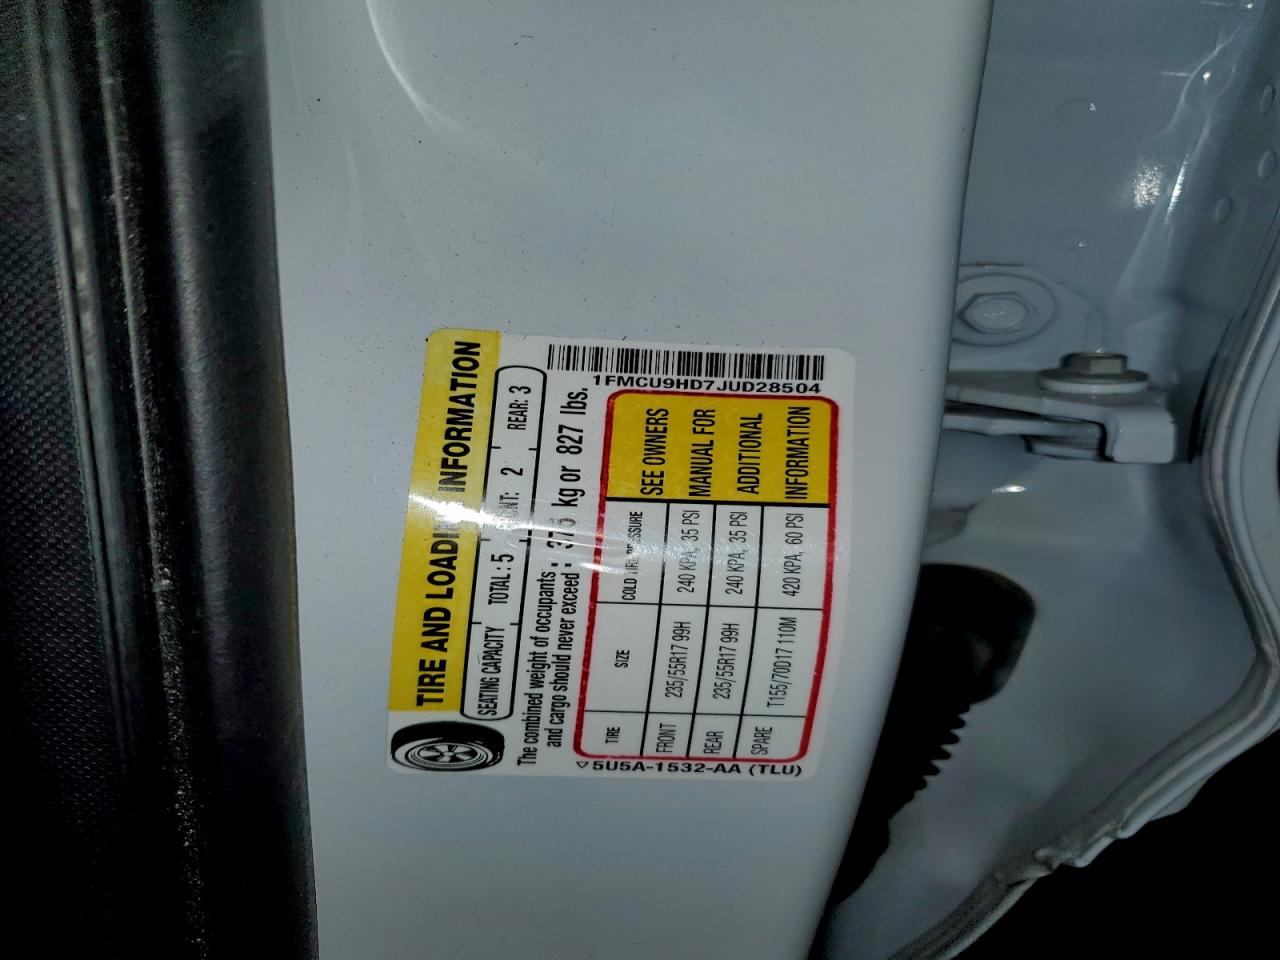 TIRE AND LOADING INFORMATION
SEATING CAPACITY TOTAL: 5 FRONT: 2 REAR: 3
The combined weight of occupants
and cargo should never exceed : 375 kg or 827 lbs.
TIRE SIZE COLD TIRE PRESSURE SEE OWNERS
FRONT 235/55R17 99H 240 KPA, 35 PSI MANUAL FOR
REAR 235/55R17 99H 240 KPA, 35 PSI ADDITIONAL
SPARE T155/70D17 110M 420 KPA, 60 PSI INFORMATION
1FMCU9HD7JUD28504
▽5U5A-1532-AA (TLU)